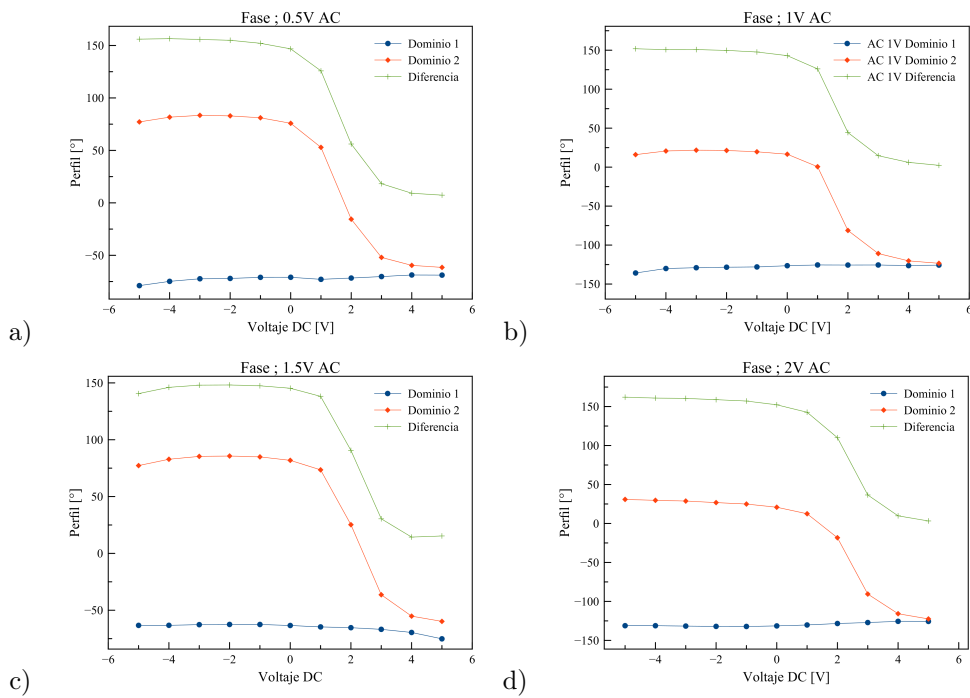 a)
Fase ; 0.5V AC
Perfil [°]
150
100
50
0
−50
Dominio 1
Dominio 2
Diferencia
−6 −4 −2 0 2 4 6
Voltaje DC [V]
b)
Fase ; 1V AC
Perfil [°]
150
100
50
0
−50
−100
−150
AC 1V Dominio 1
AC 1V Dominio 2
AC 1V Diferencia
−6 −4 −2 0 2 4 6
Voltaje DC [V]
c)
Fase ; 1.5V AC
Perfil [°]
150
100
50
0
−50
Dominio 1
Dominio 2
Diferencia
−6 −4 −2 0 2 4 6
Voltaje DC
d)
Fase ; 2V AC
Perfil [°]
150
100
50
0
−50
−100
−150
Dominio 1
Dominio 2
Diferencia
−4 −2 0 2 4 6
Voltaje DC [V]